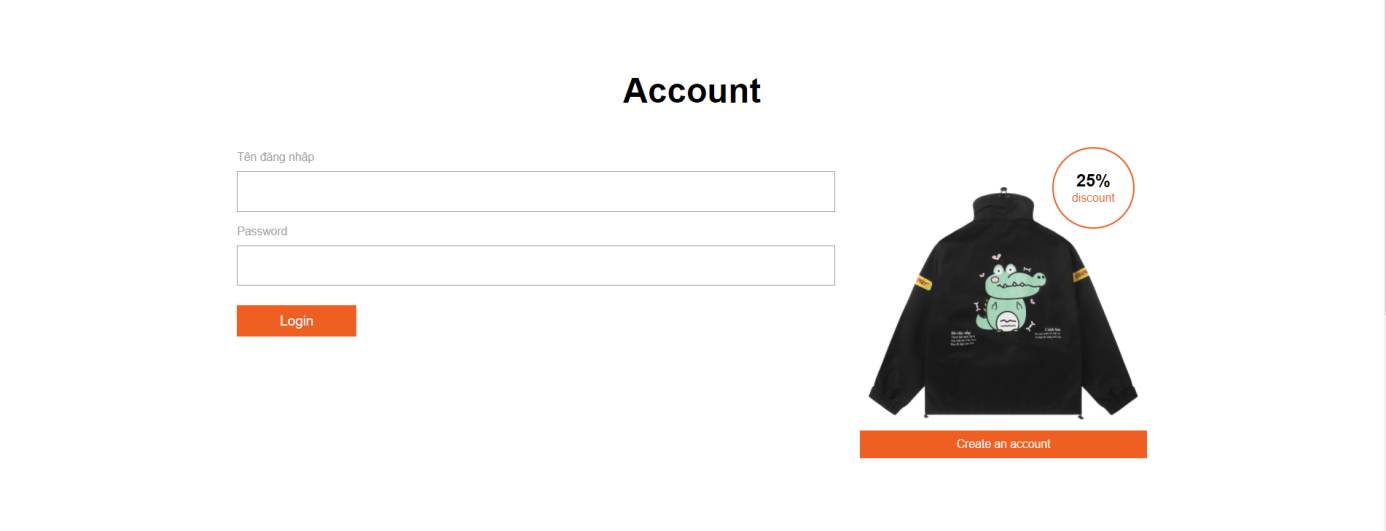 Account
Tên đăng nhập
25%
discount
Password
Login
Create an account